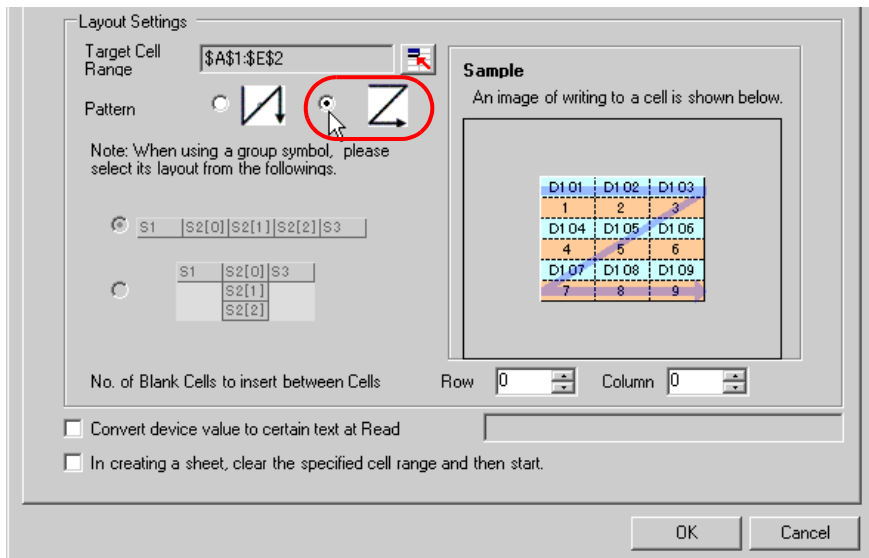 Layout Settings
Target Cell
Range
$A$1:$E$2
Pattern
Note: When using a group symbol, please
select its layout from the followings.
S1 S2[0] S2[1] S2[2] S3
S1 S2[0] S3
S2[1]
S2[2]
Sample
An image of writing to a cell is shown below.
D101 D102 D103
1 2 3
D104 D105 D106
4 5 6
D107 D108 D109
7 8 9
No. of Blank Cells to insert between Cells Row 0 Column 0
Convert device value to certain text at Read
In creating a sheet, clear the specified cell range and then start.
OK Cancel